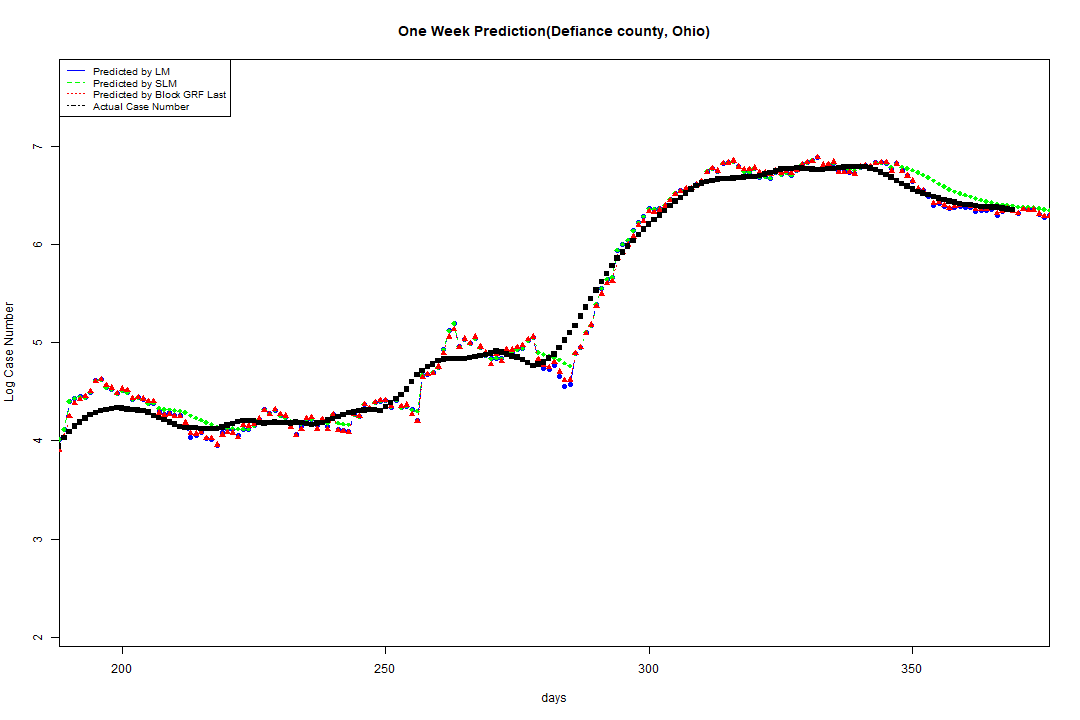 One Week Prediction(Defiance county, Ohio)
Predicted by LM
Predicted by SLM
Predicted by Block GRF Last
Actual Case Number
7
6
5
4
3
2
Log Case Number
200 250 300 350
days